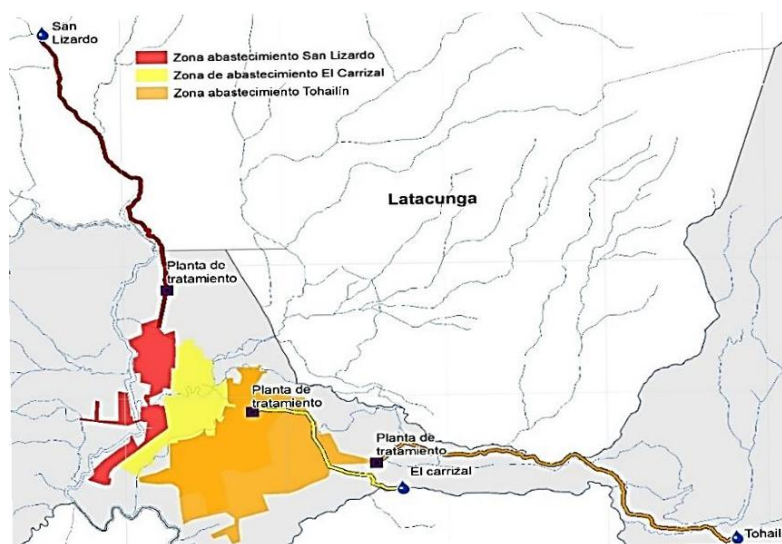 San
Lizardo
Zona abastecimiento San Lizardo
Zona de abastecimiento El Carrizal
Zona abastecimiento Tohailín
Latacunga
Planta de
tratamiento
Planta de
tratamiento
Planta de
tratamiento
El carrizal
Tohail